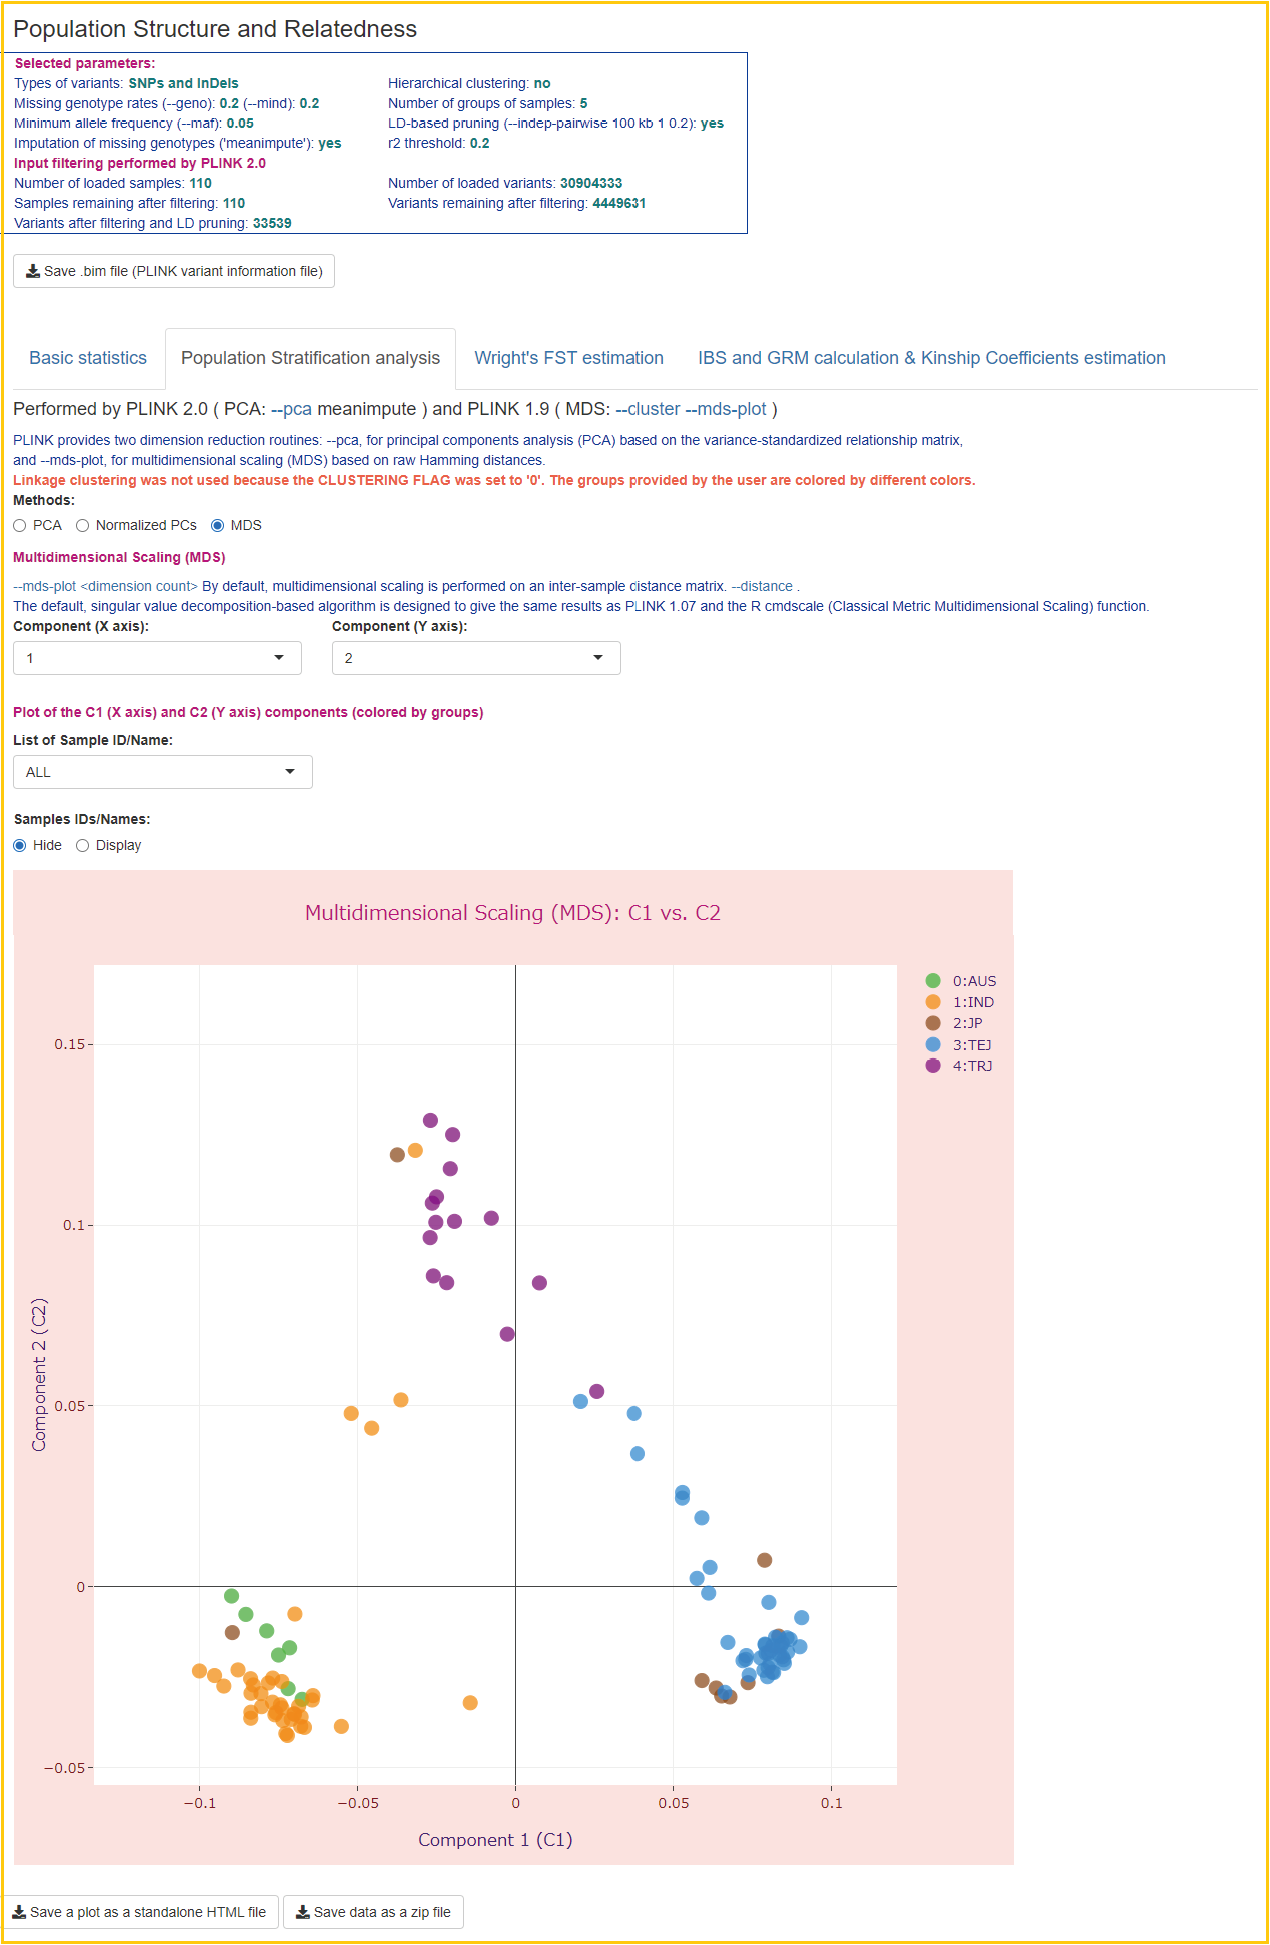 Population Structure and Relatedness
Selected parameters:
Types of variants: SNPs and InDels
Hierarchical clustering: no
Missing genotype rates (--geno): 0.2 (--mind): 0.2
Number of groups of samples: 5
Minimum allele frequency (--maf): 0.05
LD-based pruning (--indep-pairwise 100 kb 1 0.2): yes
Imputation of missing genotypes ('meanimpute'): yes
r2 threshold: 0.2
Input filtering performed by PLINK 2.0
Number of loaded samples: 110
Number of loaded variants: 30904333
Samples remaining after filtering: 110
Variants remaining after filtering: 4449631
Variants after filtering and LD pruning: 33539
Save .bim file (PLINK variant information file)
Basic statistics
Population Stratification analysis
Wright's FST estimation
IBS and GRM calculation & Kinship Coefficients estimation
Performed by PLINK 2.0 ( PCA: --pca meanimpute ) and PLINK 1.9 ( MDS: --cluster --mds-plot )
PLINK provides two dimension reduction routines: --pca, for principal components analysis (PCA) based on the variance-standardized relationship matrix,
and --mds-plot, for multidimensional scaling (MDS) based on raw Hamming distances.
Linkage clustering was not used because the CLUSTERING FLAG was set to '0'. The groups provided by the user are colored by different colors.
Methods:
PCA Normalized PCs MDS
Multidimensional Scaling (MDS)
--mds-plot <dimension count> By default, multidimensional scaling is performed on an inter-sample distance matrix. --distance .
The default, singular value decomposition-based algorithm is designed to give the same results as PLINK 1.07 and the R cmdscale (Classical Metric Multidimensional Scaling) function.
Component (X axis):
Component (Y axis):
1
2
Plot of the C1 (X axis) and C2 (Y axis) components (colored by groups)
List of Sample ID/Name:
ALL
Samples IDs/Names:
Hide Display
Multidimensional Scaling (MDS): C1 vs. C2
0:AUS
1:IND
2:JP
3:TEJ
4:TRJ
0.15
0.1
0.05
0
−0.05
Component 2 (C2)
−0.1
−0.05
0
0.05
0.1
Component 1 (C1)
Save a plot as a standalone HTML file
Save data as a zip file